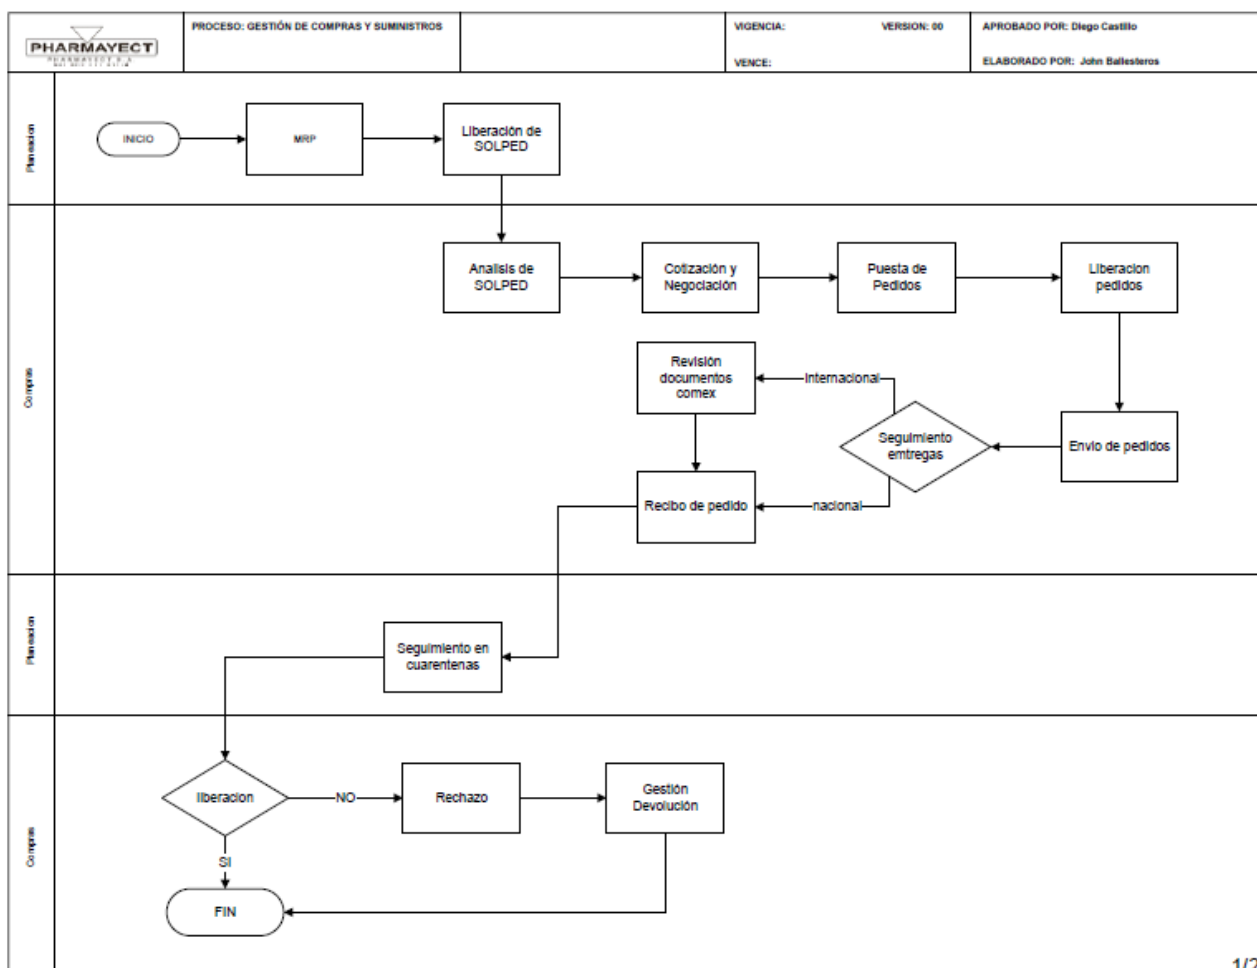 PROCESO: GESTIÓN DE COMPRAS Y SUMINISTROS
VIGENCIA:
VERSION: 00
APROBADO POR: Diego Castillo
PHARMAYECT
PHARMAYECT S.A.
VENCE:
ELABORADO POR: John Ballesteros
Planeacion
INICIO
MRP
Liberación de
SOLPED
Compras
Analisis de
SOLPED
Cotización y
Negociación
Puesta de
Pedidos
Liberacion
pedidos
Revisión
documentos
comex
Internacional
Seguimiento
emtregas
Envio de pedidos
Recibo de pedido
nacional
Planeacion
Seguimiento en
cuarentenas
Compras
liberacion
NO
Rechazo
Gestión
Devolución
SI
FIN